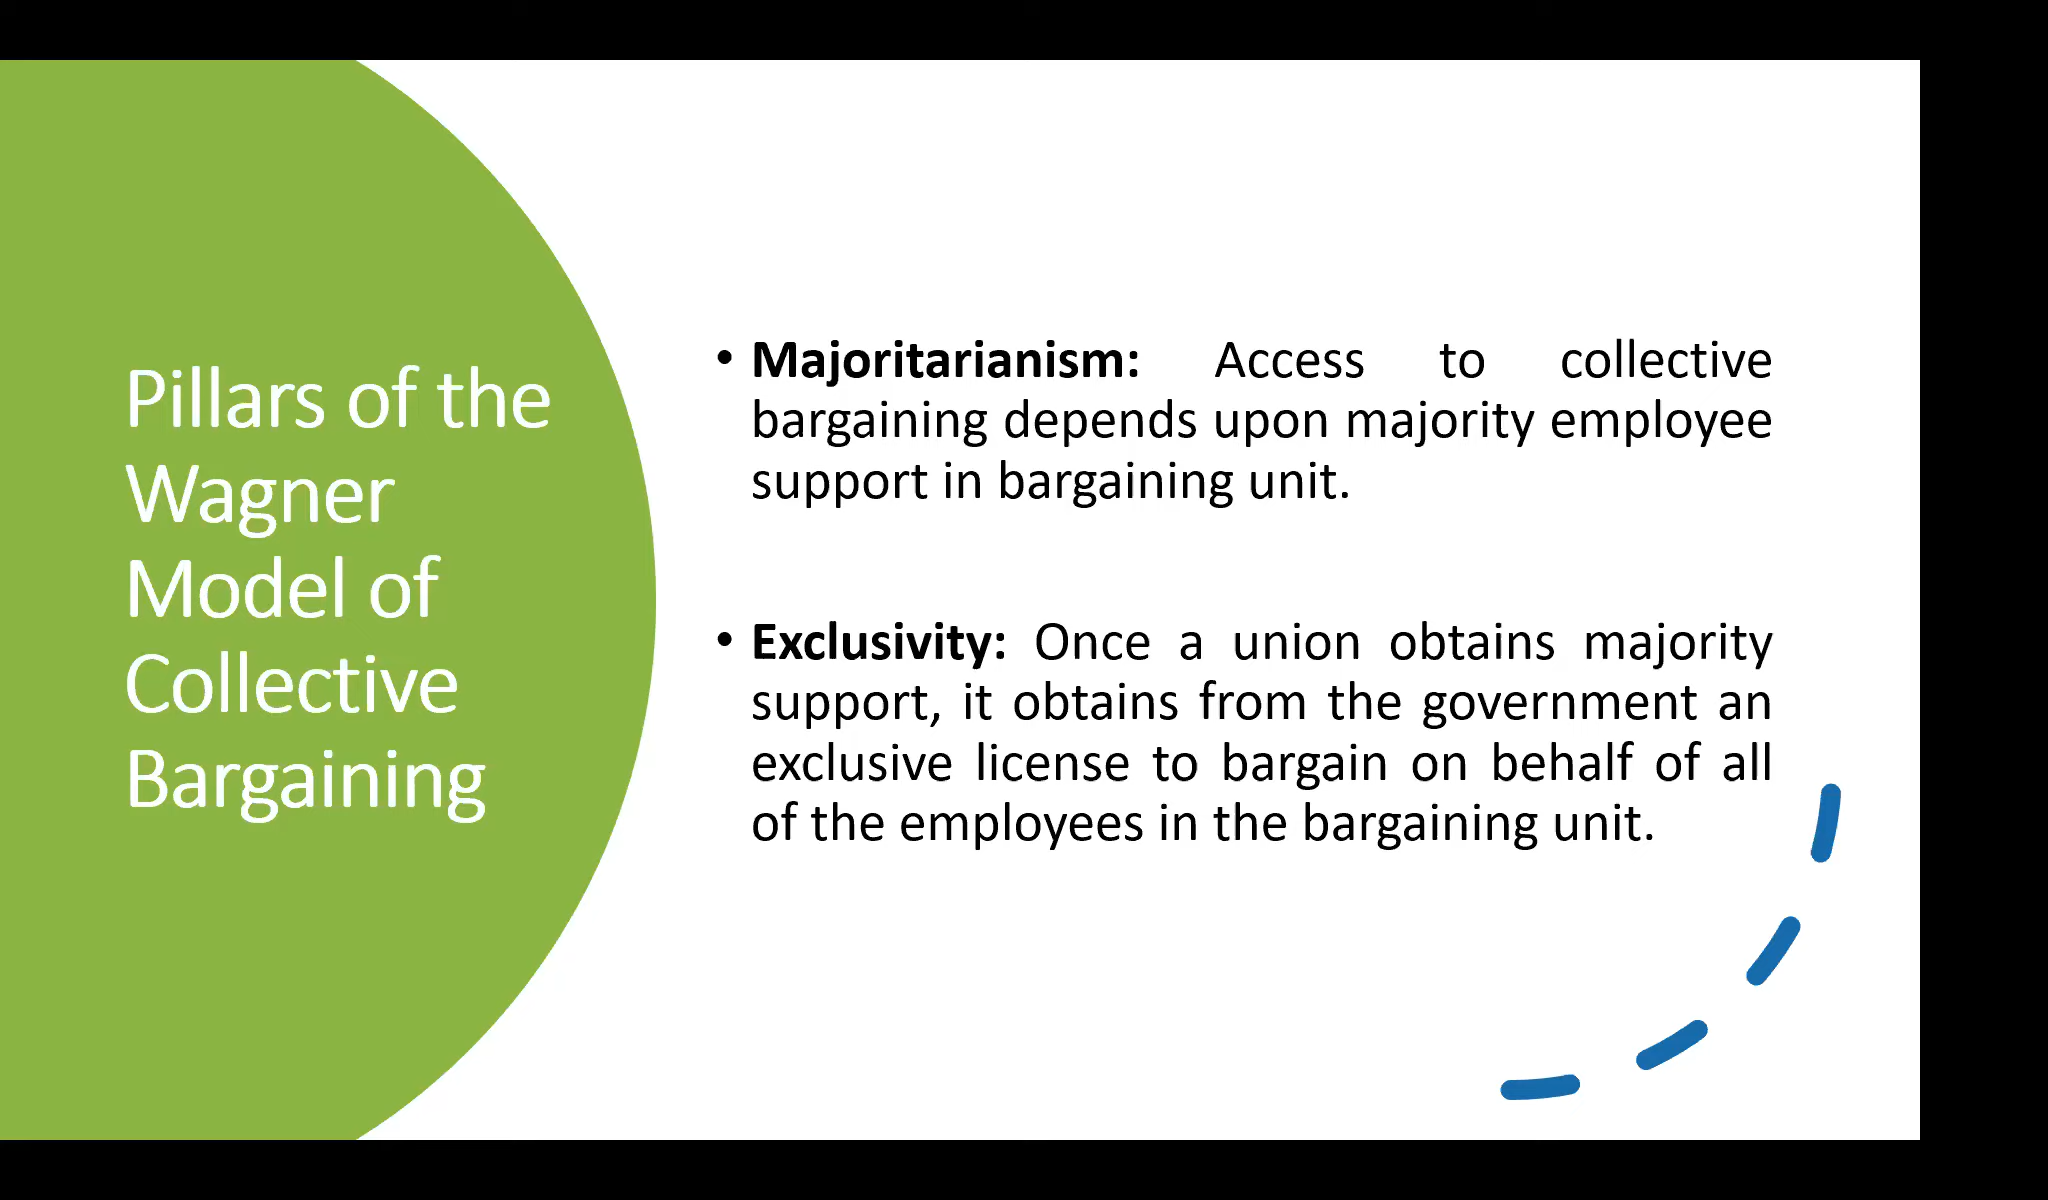 Pillars of the
Wagner
Model of
Collective
Bargaining
• Majoritarianism: Access to collective
bargaining depends upon majority employee
support in bargaining unit.
• Exclusivity: Once a union obtains majority
support, it obtains from the government an
exclusive license to bargain on behalf of all
of the employees in the bargaining unit.